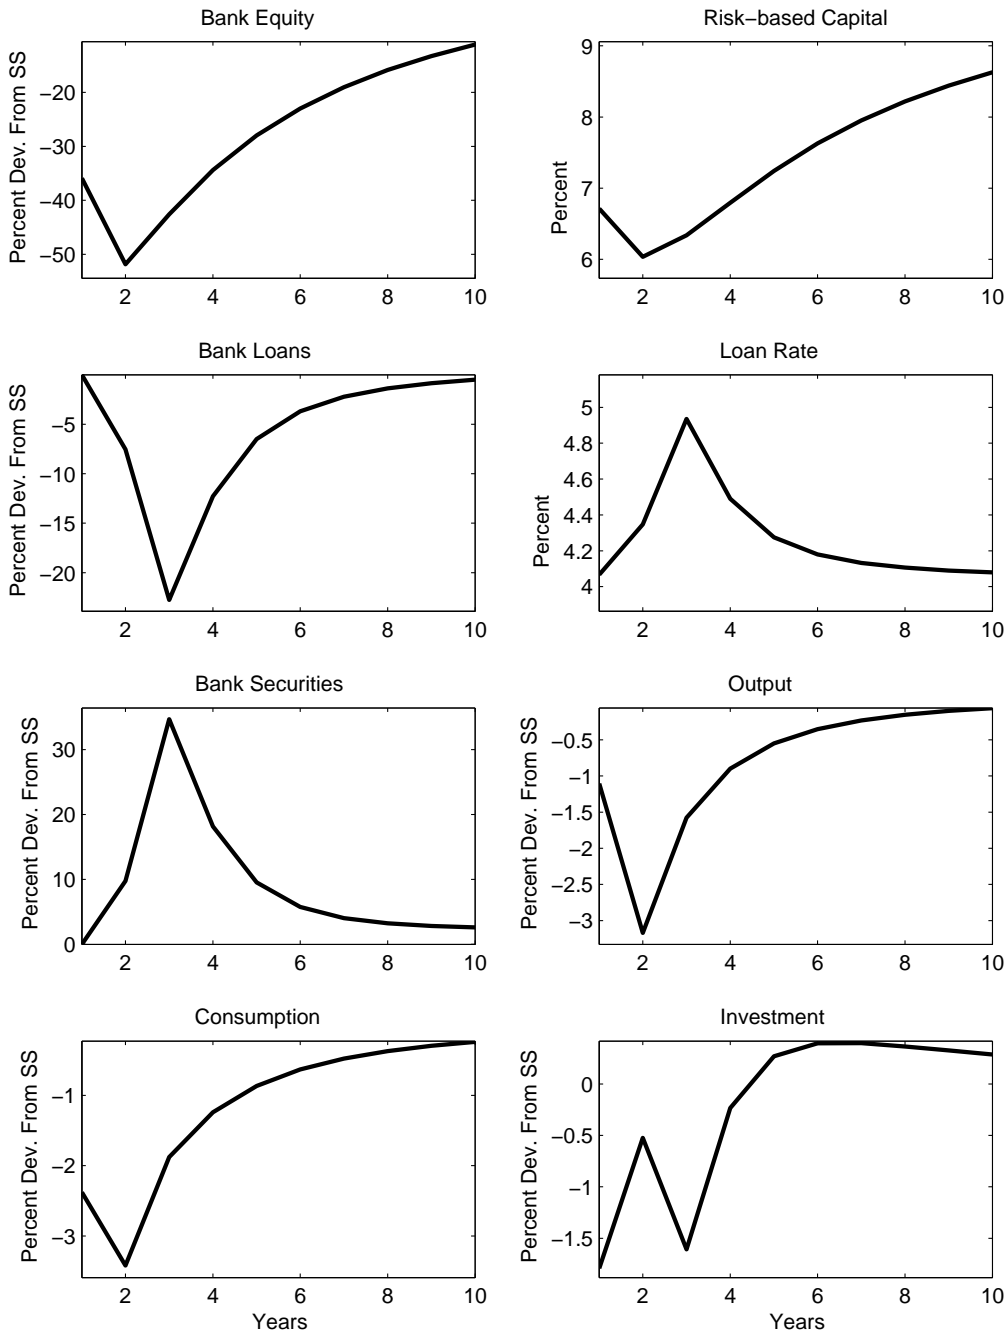 Bank Equity
Percent Dev. From SS
−20
−30
−40
−50
2 4 6 8 10
Risk−based Capital
Percent
9
8
7
6
2 4 6 8 10
Bank Loans
Percent Dev. From SS
−5
−10
−15
−20
2 4 6 8 10
Loan Rate
Percent
5
4.8
4.6
4.4
4.2
4
2 4 6 8 10
Bank Securities
Percent Dev. From SS
30
20
10
0
2 4 6 8 10
Output
Percent Dev. From SS
−0.5
−1
−1.5
−2
−2.5
−3
2 4 6 8 10
Consumption
Percent Dev. From SS
−1
−2
−3
2 4 6 8 10
Years
Investment
Percent Dev. From SS
0
−0.5
−1
−1.5
2 4 6 8 10
Years